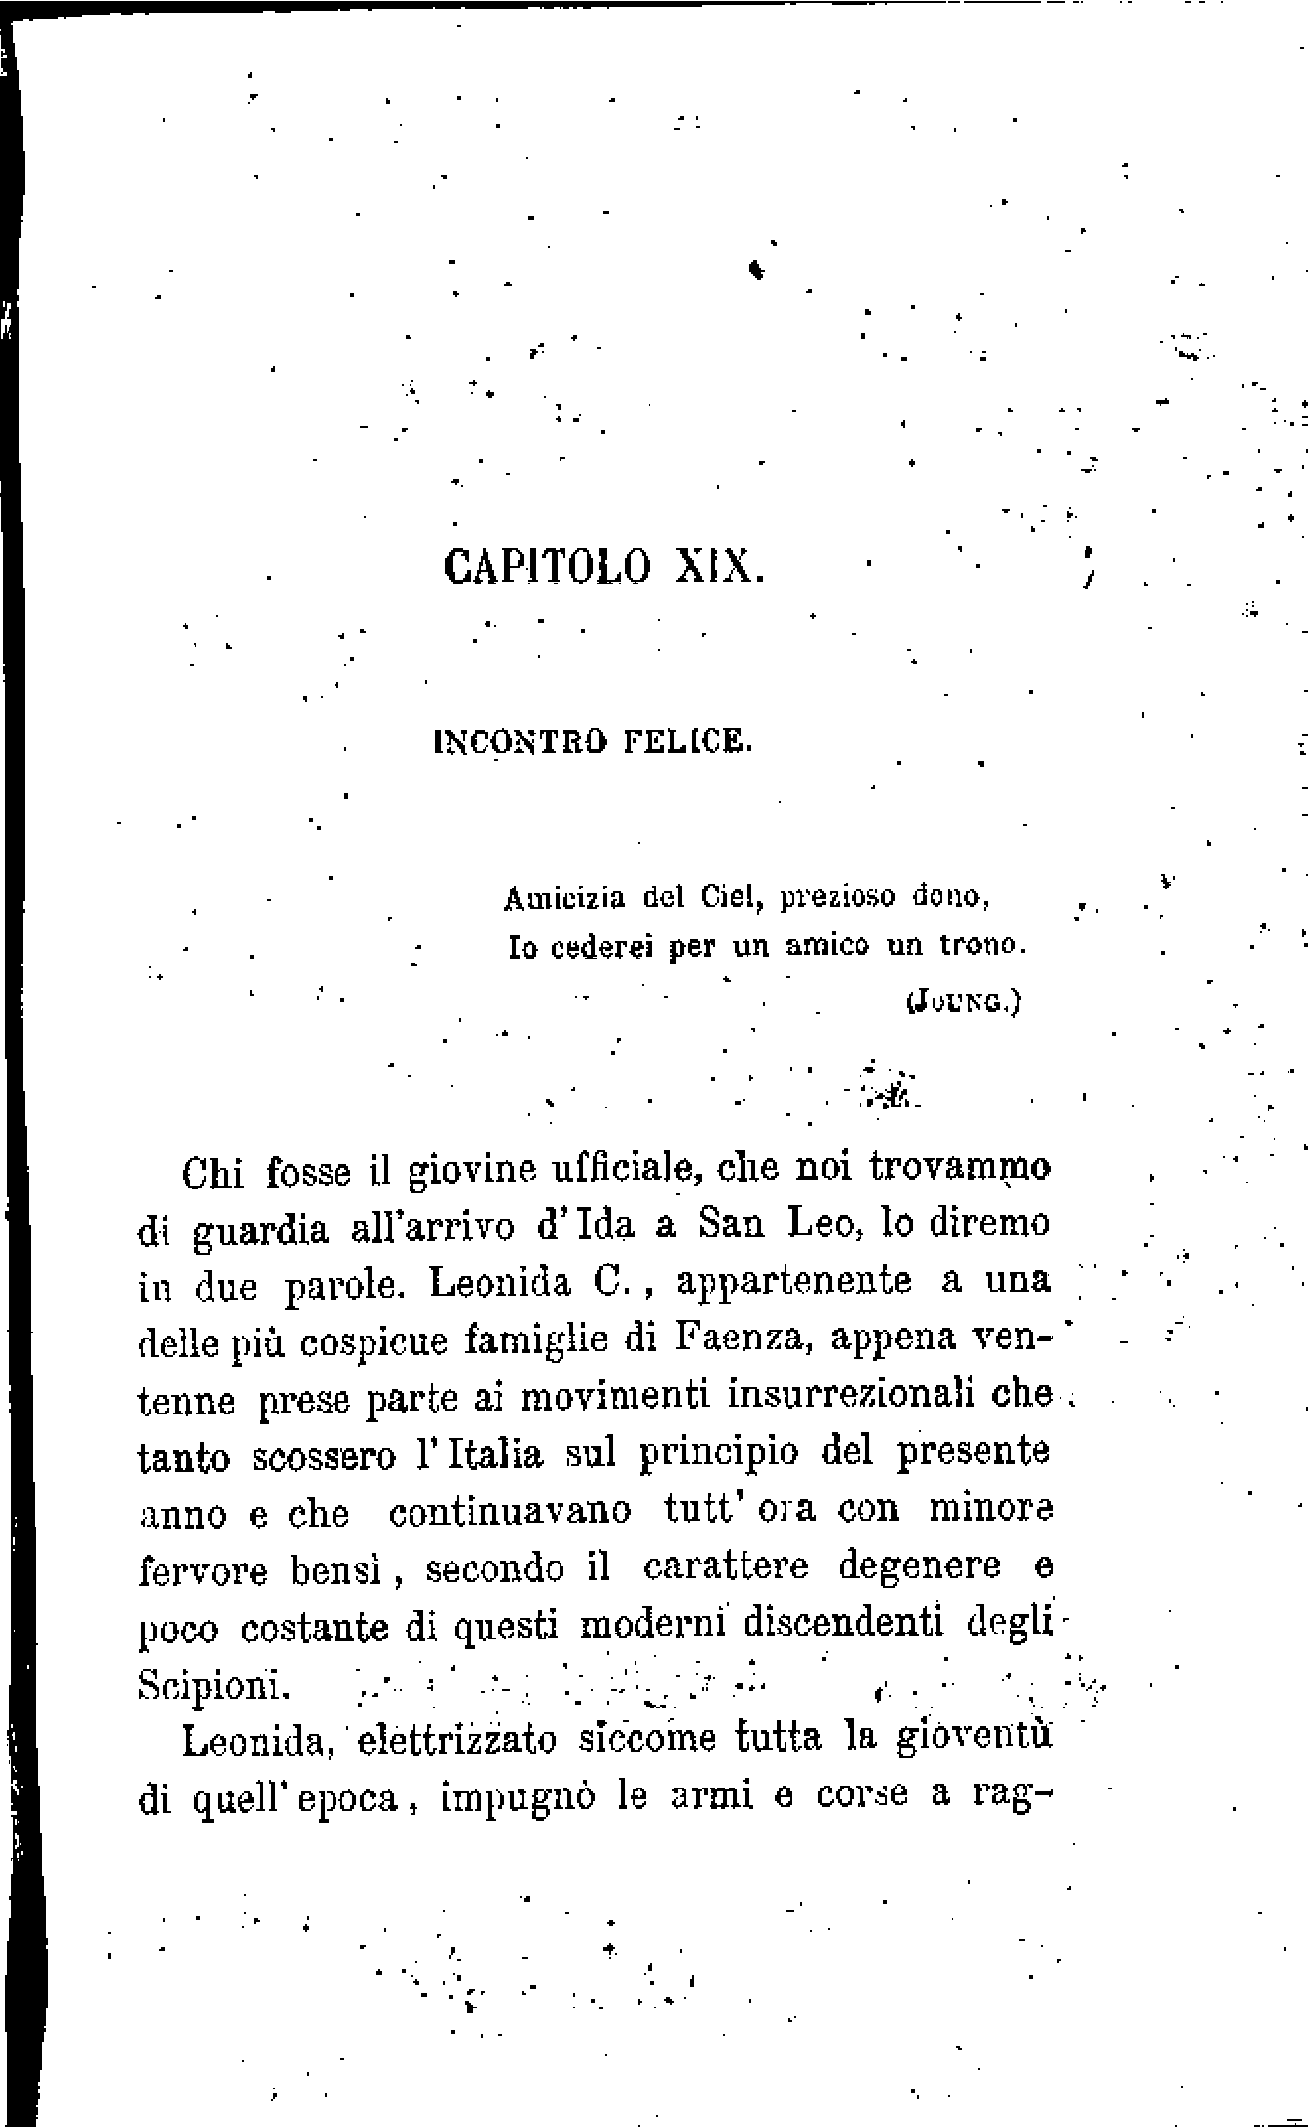 CAPITOLO XIX.
INCONTRO FELICE.
Amicizia del Ciel, prezioso dono,
Io cederei per un amico un trono.
(JOUNG.)
Chi fosse il giovine ufficiale, che noi trovammo
di guardia all'arrivo d'Ida a San Leo, lo diremo
in due parole. Leonida C., appartenente a una
delle più cospicue famiglie di Faenza, appena ven-
tenne prese parte ai movimenti insurrezionali che
tanto scossero l'Italia sul principio del presente
anno e che continuavano tutt'ora con minore
fervore bensì, secondo il carattere degenere e
poco costante di questi moderni discendenti degli
Scipioni.
Leonida, elettrizzato siccome tutta la gioventù
di quell'epoca, impugnò le armi e corse a rag-